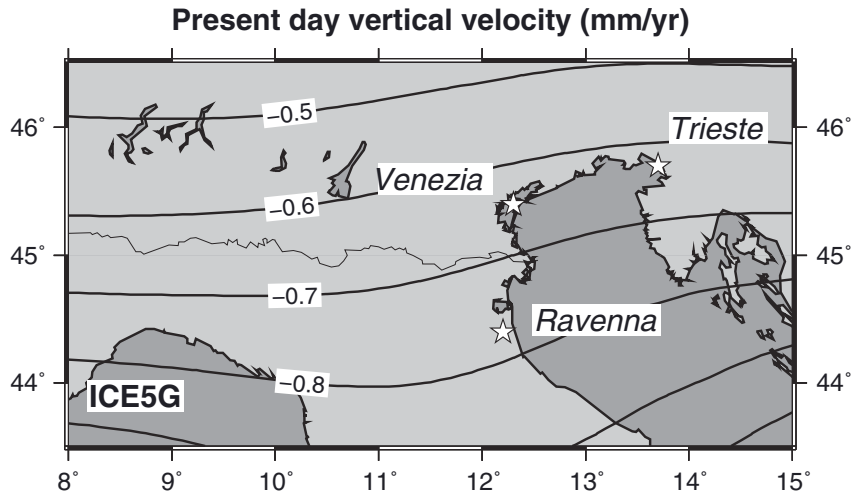 Present day vertical velocity (mm/yr)
46˚
45˚
44˚
−0.5
Trieste
Venezia
−0.6
−0.7
Ravenna
−0.8
ICE5G
46˚
45˚
44˚
8˚ 9˚ 10˚ 11˚ 12˚ 13˚ 14˚ 15˚